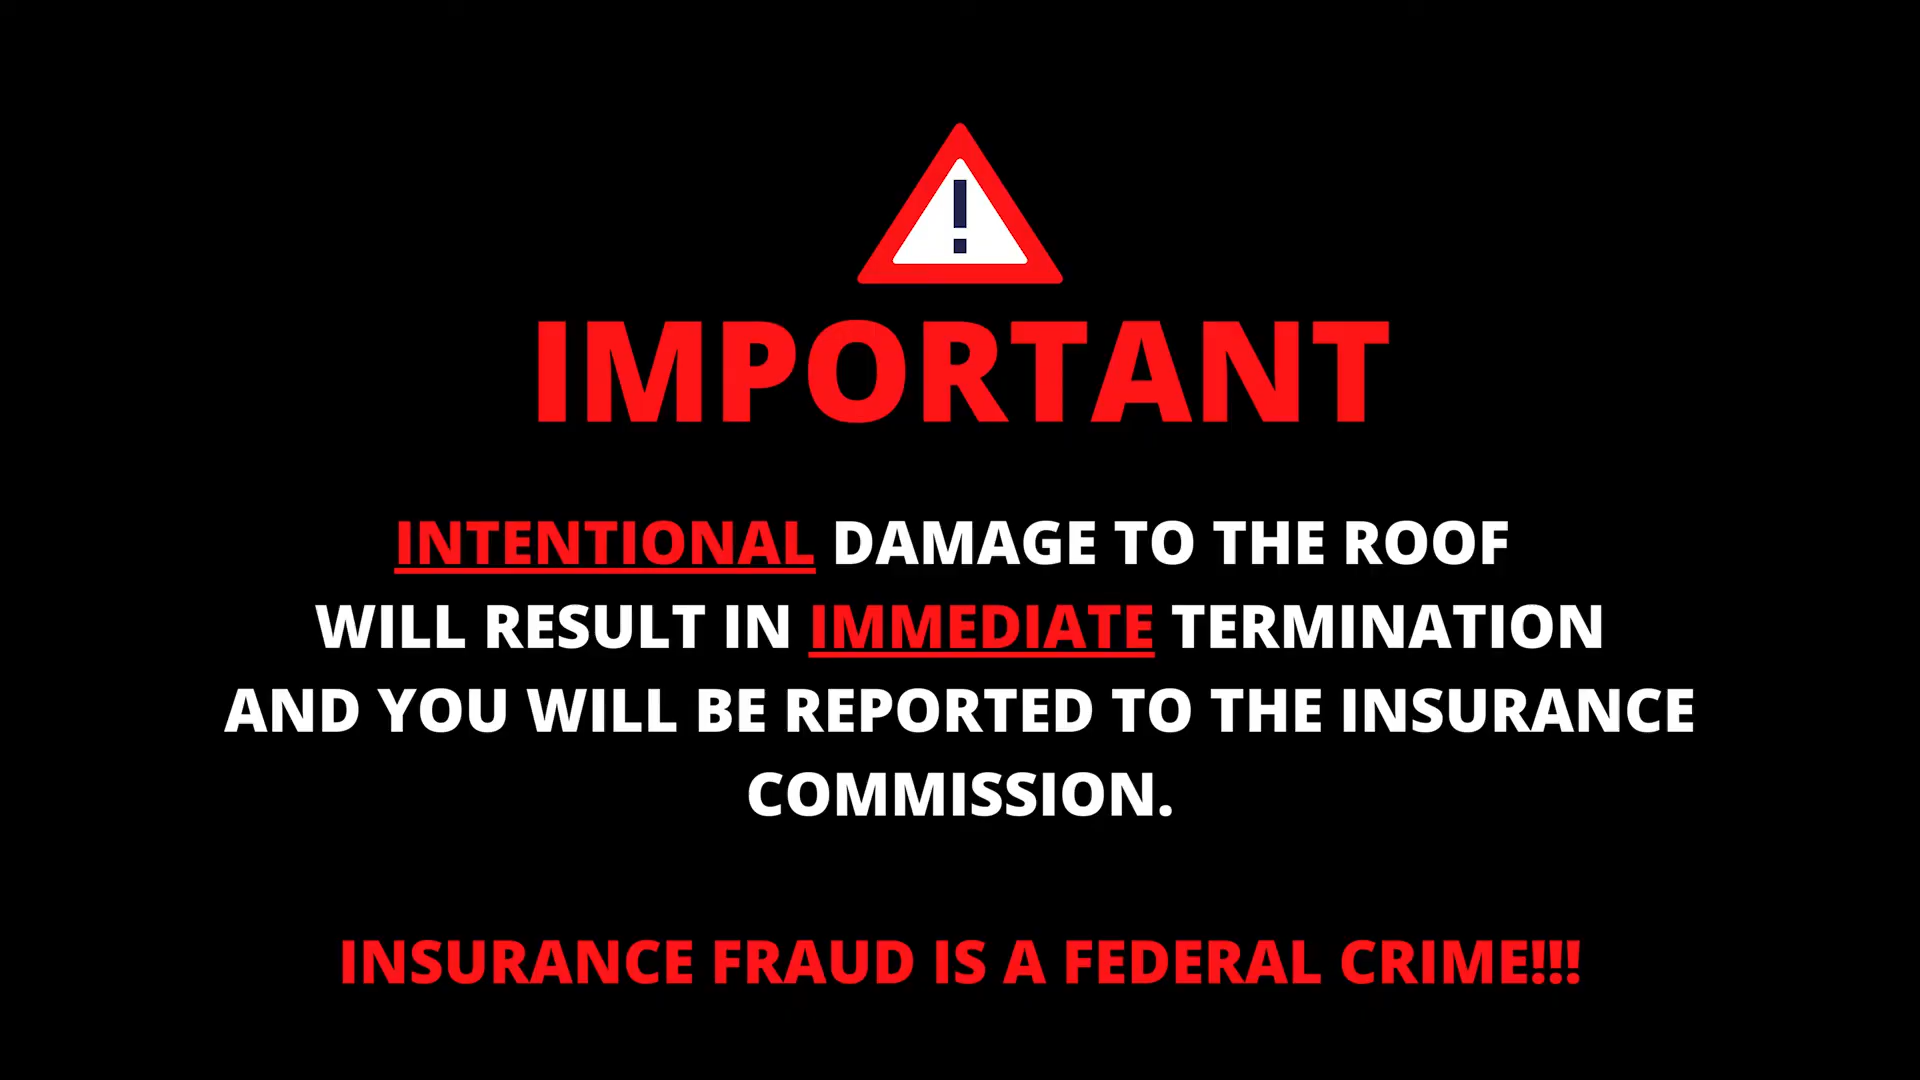 !
IMPORTANT
INTENTIONAL DAMAGE TO THE ROOF
WILL RESULT IN IMMEDIATE TERMINATION
AND YOU WILL BE REPORTED TO THE INSURANCE
COMMISSION.
INSURANCE FRAUD IS A FEDERAL CRIME!!!